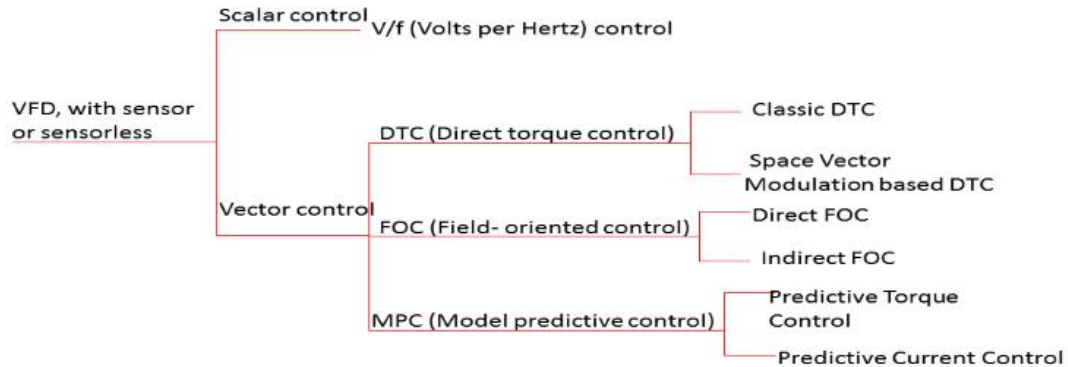 Scalar control
V/f (Volts per Hertz) control
VFD, with sensor
or sensorless
Classic DTC
DTC (Direct torque control)
Space Vector
Modulation based DTC
Vector control
FOC (Field- oriented control)
Direct FOC
Indirect FOC
Predictive Torque
Control
MPC (Model predictive control)
Predictive Current Control